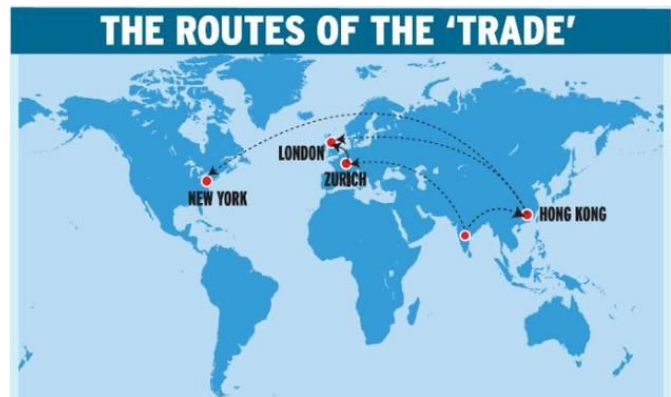 THE ROUTES OF THE ‘TRADE’
LONDON
ZURICH
NEW YORK
HONG KONG